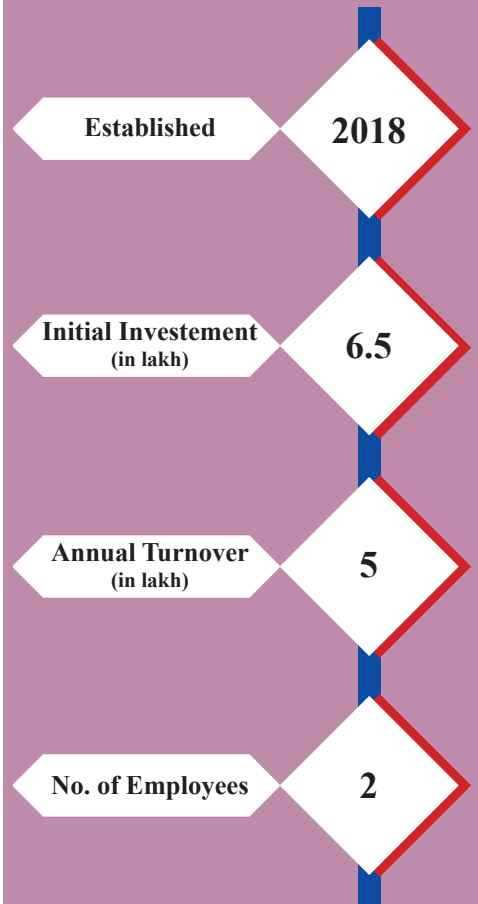 Established
2018
Initial Investement
(in lakh)
6.5
Annual Turnover
(in lakh)
5
No. of Employees
2